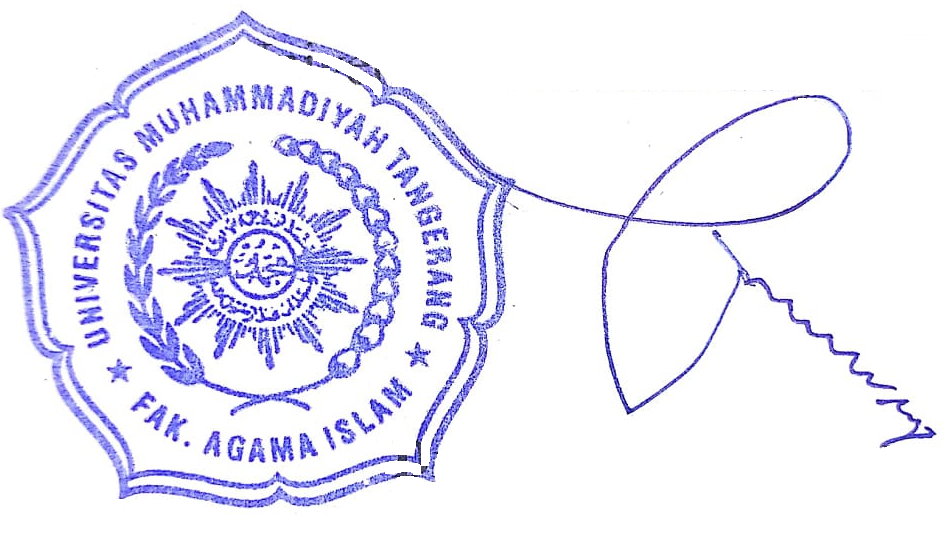 UNIVERSITAS MUHAMMADIYAH TANGERANG
★ FAK. AGAMA ISLAM ★